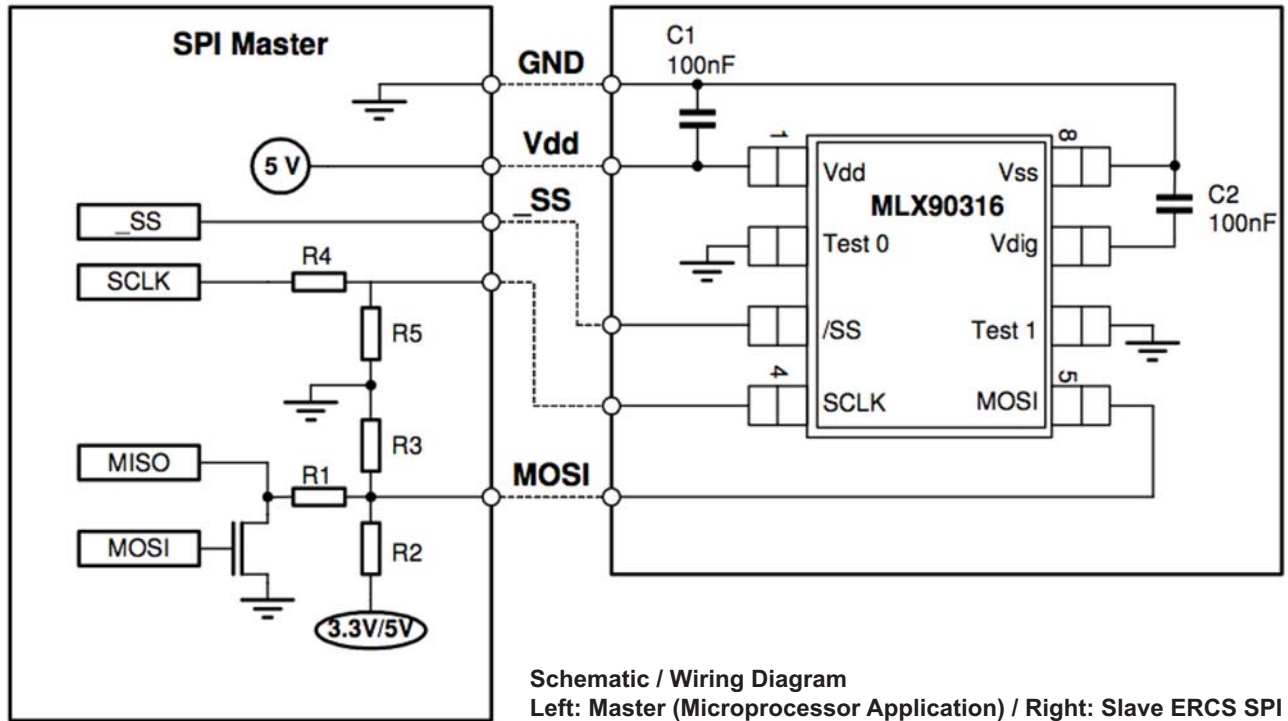 SPI Master
GND
Vdd
_SS
MOSI
5 V
_SS
SCLK
MISO
MOSI
R4
R5
R3
R1
R2
3.3V/5V
C1
100nF
1
Vdd
Test 0
/SS
4
SCLK
MLX90316
8
Vss
Vdig
Test 1
5
MOSI
C2
100nF
Schematic / Wiring Diagram
Left: Master (Microprocessor Application) / Right: Slave ERCS SPI